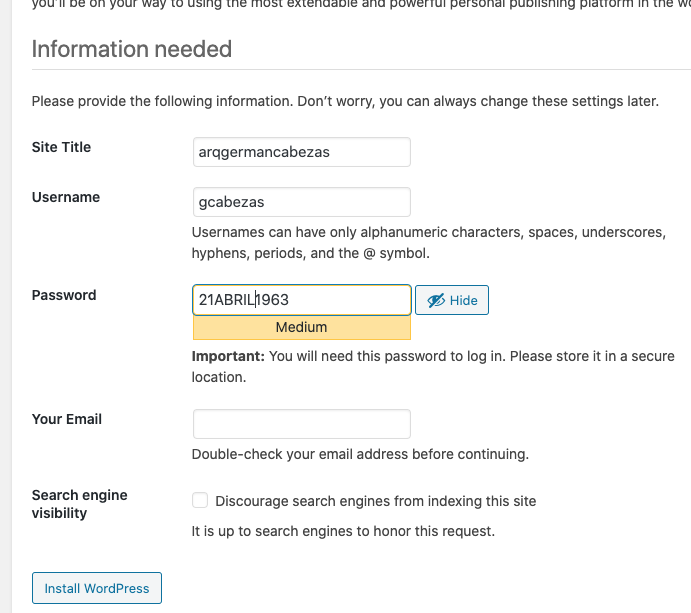 you'll be on your way to using the most extendable and powerful personal publishing platform in the
Information needed
Please provide the following information. Don’t worry, you can always change these settings later.
Site Title
arqgermancabezas
Username
gcabezas
Usernames can have only alphanumeric characters, spaces, underscores,
hyphens, periods, and the @ symbol.
Password
21ABRIL1963
Hide
Medium
Important: You will need this password to log in. Please store it in a secure
location.
Your Email
Double-check your email address before continuing.
Search engine
visibility
Discourage search engines from indexing this site
It is up to search engines to honor this request.
Install WordPress